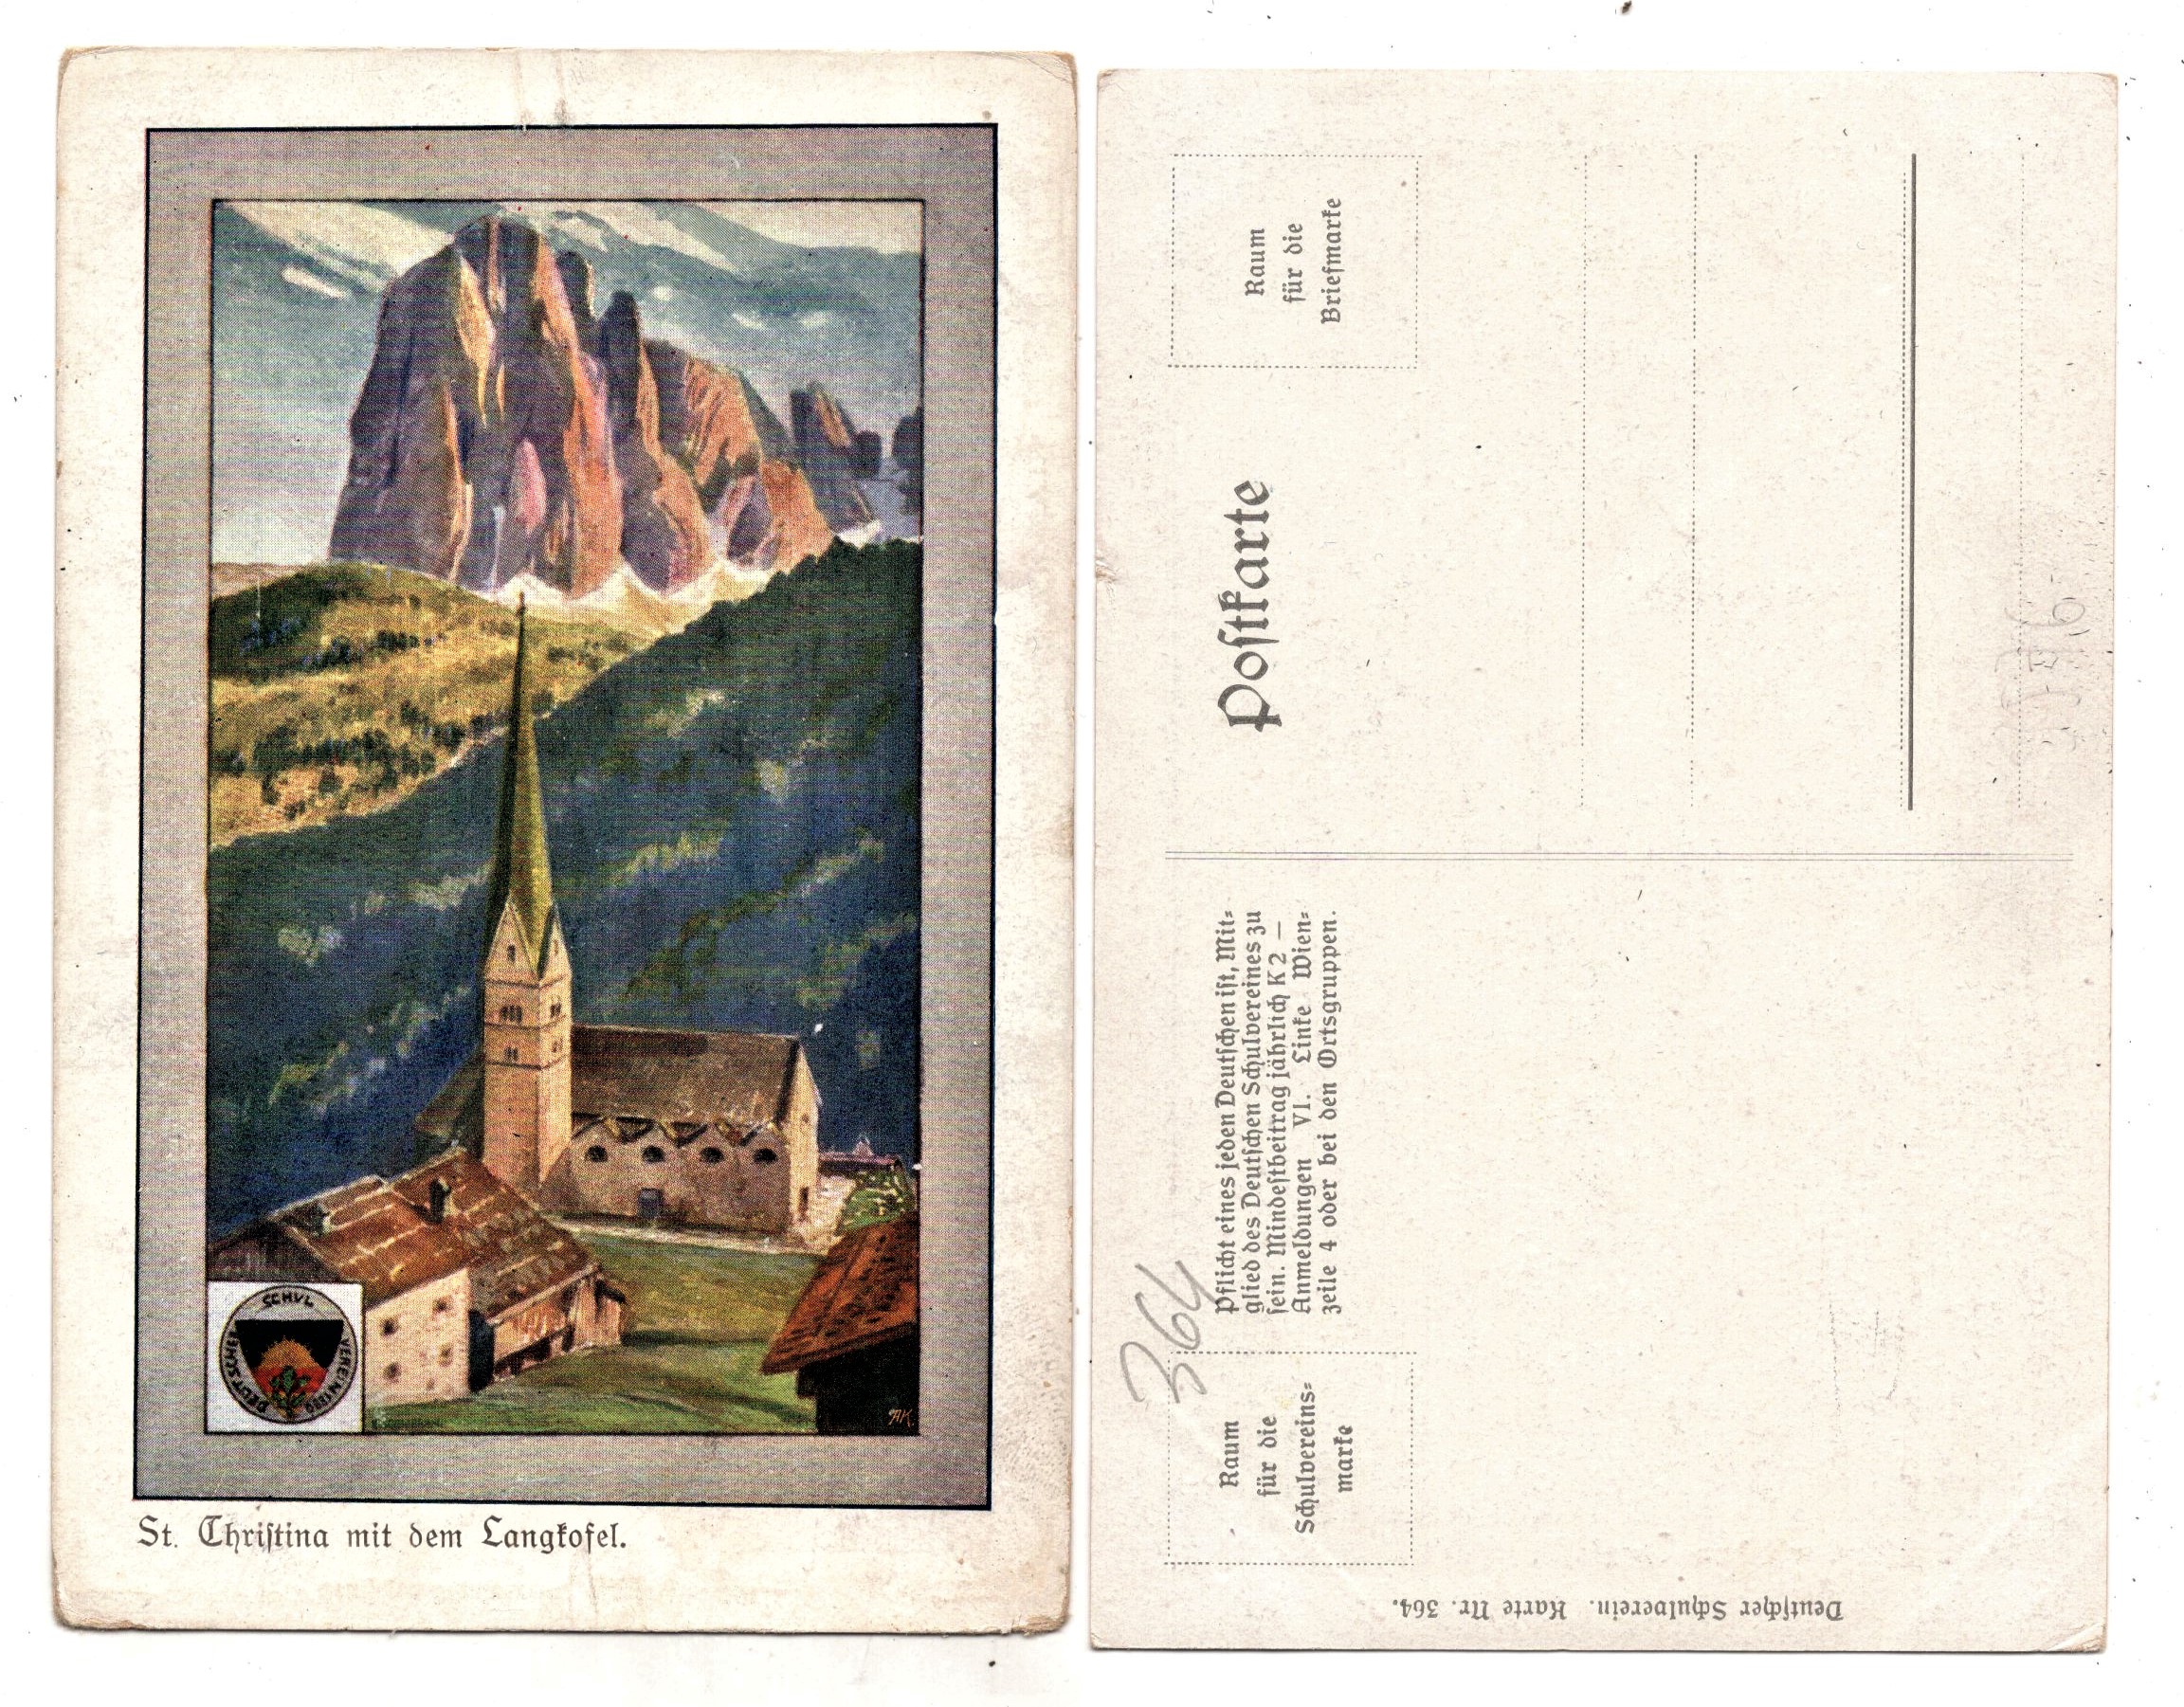 St. Christina mit dem Langkofel.
DEUTSCHER SCHUL VEREIN 1880
AK.
Postkarte
Raum
für die
Briefmarke
Pflicht eines jeden Deutschen ist, Mit-
glied des Deutschen Schulvereines zu
sein. Mindestbeitrag jährlich K 2 —
Anmeldungen VI. Linke Wien-
zeile 4 oder bei den Ortsgruppen.
364
Raum
für die
Schulvereins-
marke
Deutscher Schulverein. Karte Nr. 364.